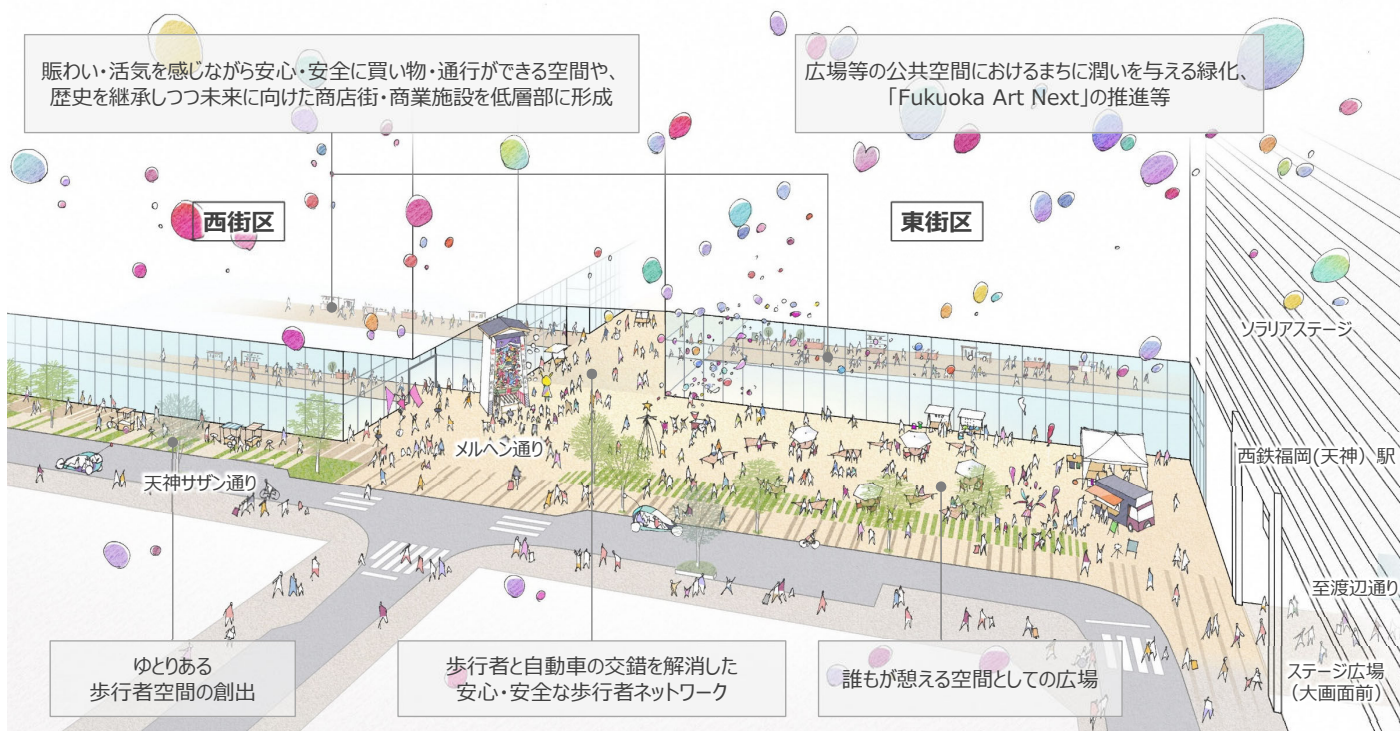 賑わい・活気を感じながら安心・安全に買い物・通行ができる空間や、
歴史を継承しつつ未来に向けた商店街・商業施設を低層部に形成
広場等の公共空間におけるまちに潤いを与える緑化、
「Fukuoka Art Next」の推進等
西街区
東街区
ソラリアステージ
メルヘン通り
天神サザン通り
西鉄福岡(天神)駅
至渡辺通り
ステージ広場
(大画面前)
ゆとりある
歩行者空間の創出
歩行者と自動車の交錯を解消した
安心・安全な歩行者ネットワーク
誰もが憩える空間としての広場